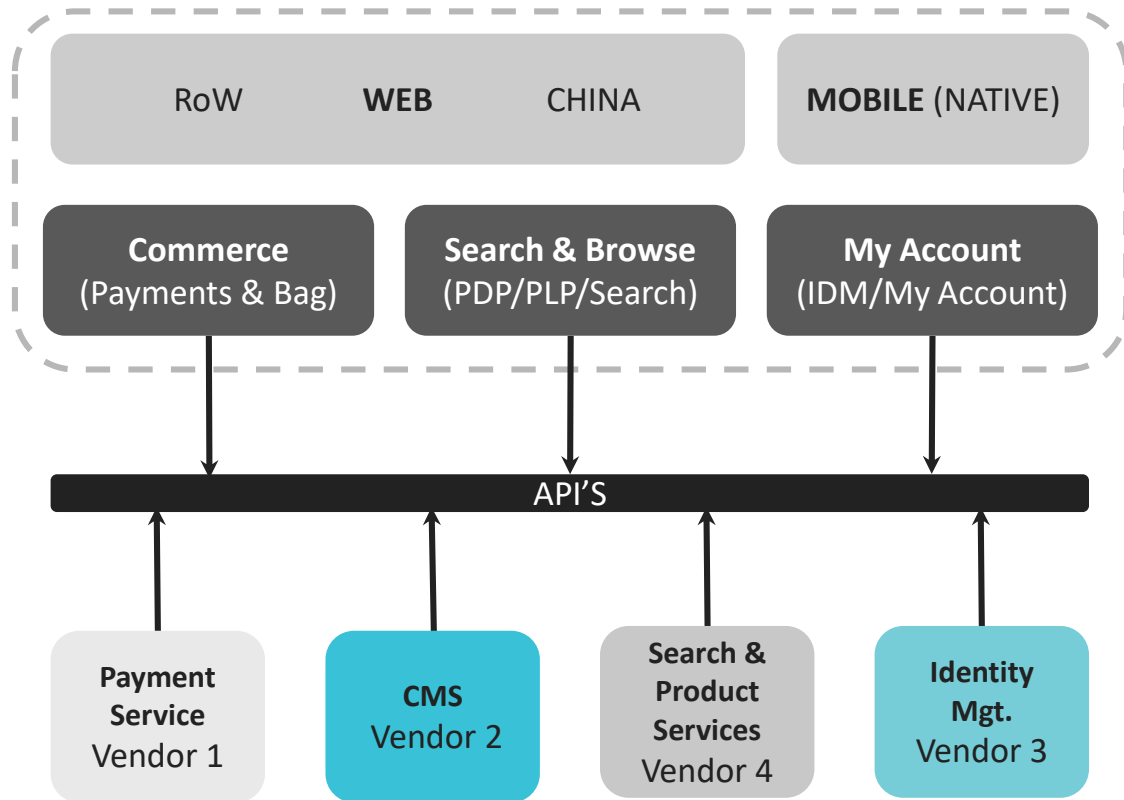 RoW WEB CHINA
MOBILE (NATIVE)
Commerce
(Payments & Bag)
Search & Browse
(PDP/PLP/Search)
My Account
(IDM/My Account)
API’S
Payment
Service
Vendor 1
CMS
Vendor 2
Search &
Product
Services
Vendor 4
Identity
Mgt.
Vendor 3